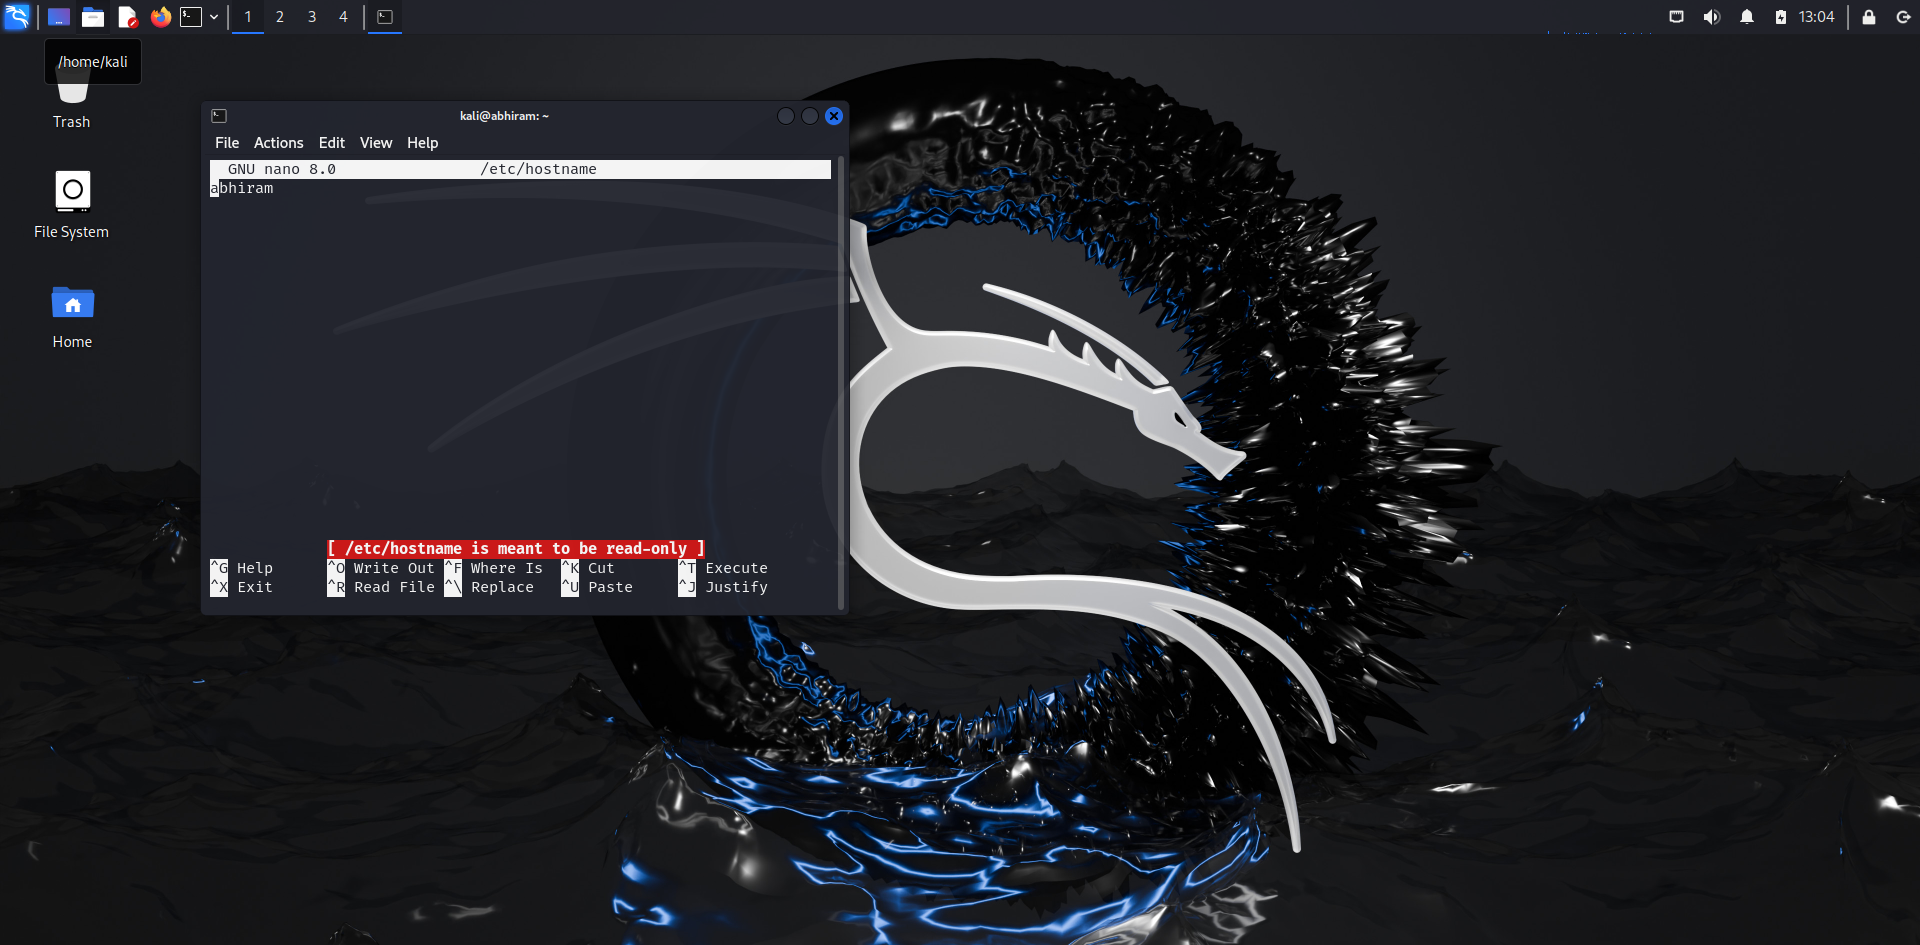 1 2 3 4
13:04
/home/kali
Trash
File System
Home
kali@abhiram: ~
File Actions Edit View Help
GNU nano 8.0 /etc/hostname
abhiram
[ /etc/hostname is meant to be read-only ]
^G Help ^O Write Out ^F Where Is ^K Cut ^T Execute
^X Exit ^R Read File ^\ Replace ^U Paste ^J Justify